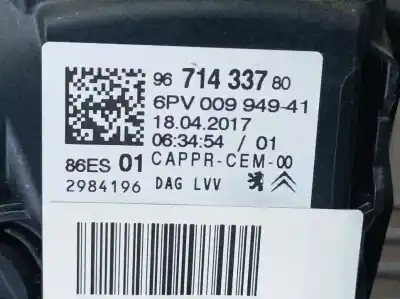 96 714 337 80
6PV 009 949-41
18.04.2017
06:34:54 / 01
86ES 01 CAPPR-CEM-00
2984196 DAG LVV